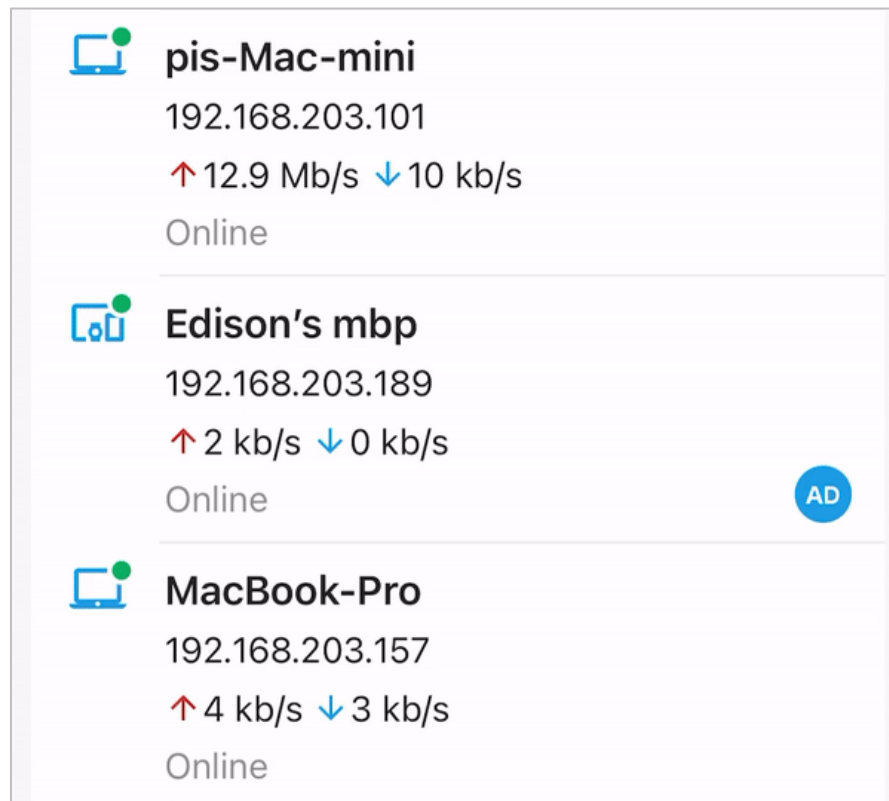 pis-Mac-mini
192.168.203.101
↑ 12.9 Mb/s ↓ 10 kb/s
Online
Edison’s mbp
192.168.203.189
↑ 2 kb/s ↓ 0 kb/s
Online
AD
MacBook-Pro
192.168.203.157
↑ 4 kb/s ↓ 3 kb/s
Online